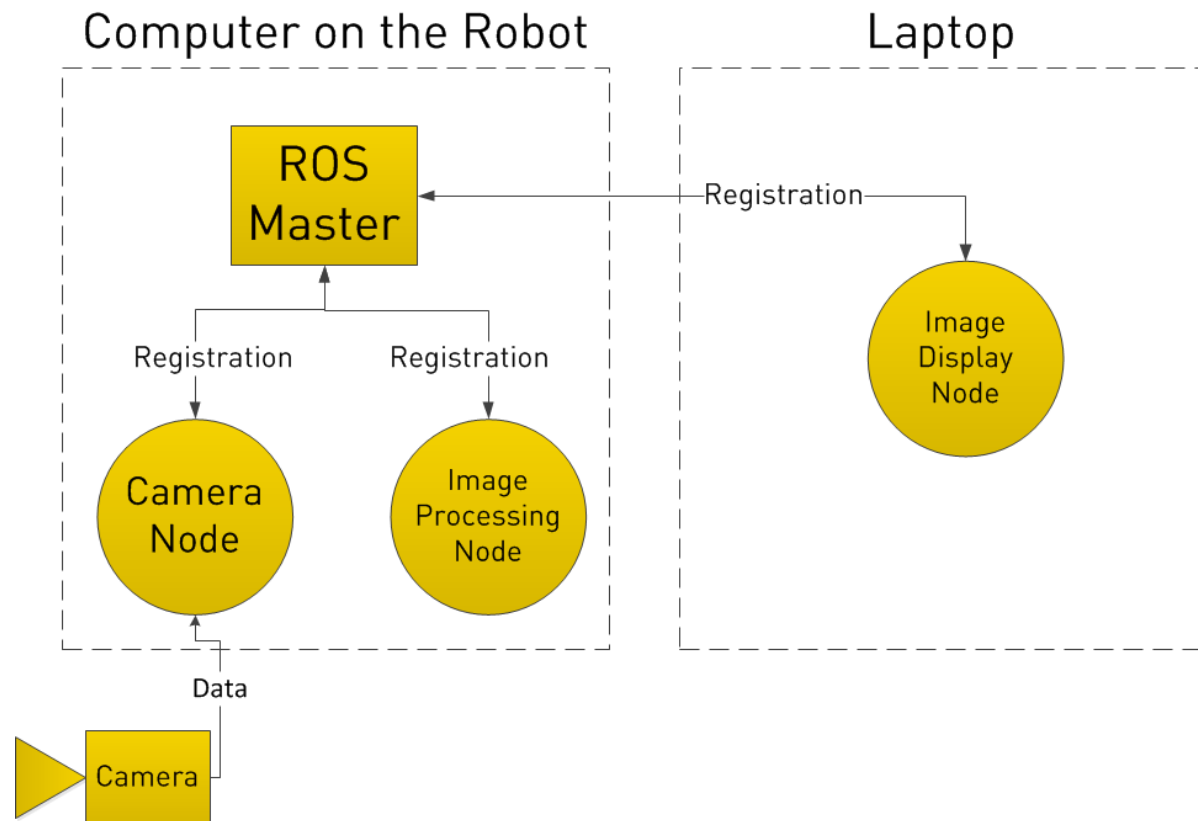 Computer on the Robot
Laptop
ROS
Master
Registration
Image
Display
Node
Registration
Registration
Camera
Node
Image
Processing
Node
Data
Camera